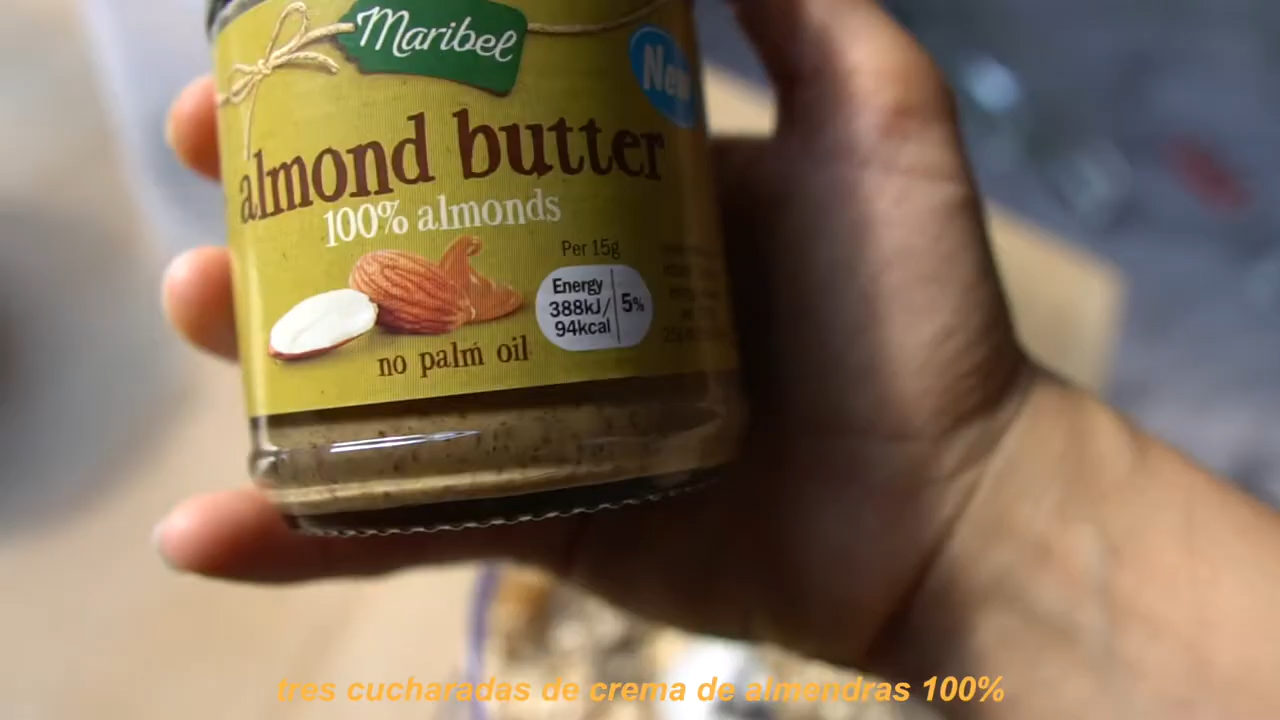 Maribel
New
almond butter
100% almonds
Per 15g
Energy
388kJ/
94kcal
5%
no palm oil
tres cucharadas de crema de almendras 100%